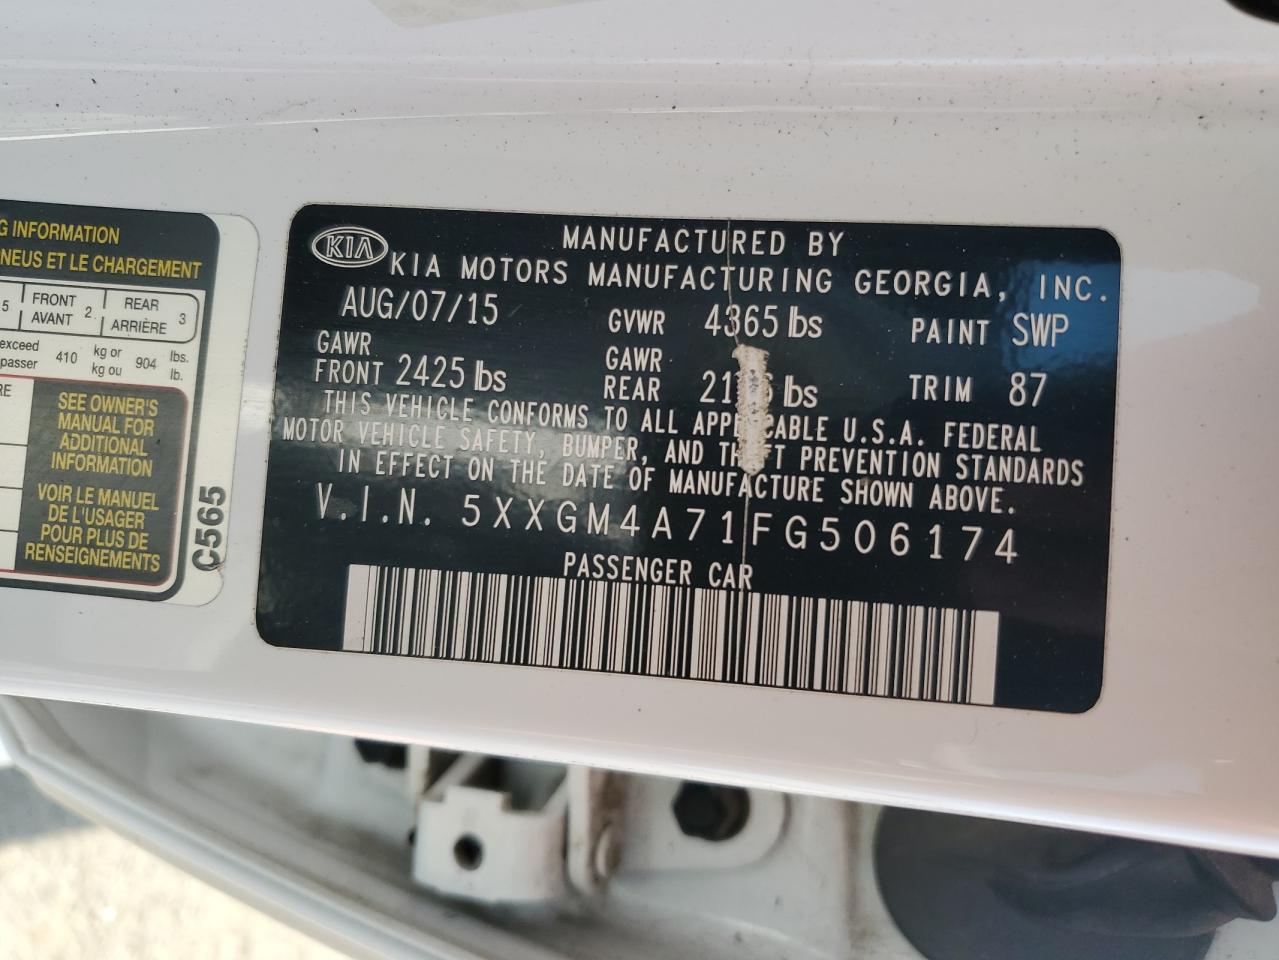 G INFORMATION
NEUS ET LE CHARGEMENT
5 FRONT AVANT 2 REAR ARRIÈRE 3
exceed
passer 410 kg or kg ou 904 lbs. lb.
RE
SEE OWNER'S
MANUAL FOR
ADDITIONAL
INFORMATION
VOIR LE MANUEL
DE L'USAGER
POUR PLUS DE
RENSEIGNEMENTS
C565
KIA
MANUFACTURED BY
KIA MOTORS MANUFACTURING GEORGIA, INC.
AUG/07/15 GVWR 4365 lbs PAINT SWP
GAWR GAWR
FRONT 2425 lbs REAR lbs TRIM 87
THIS VEHICLE CONFORMS TO ALL APPLICABLE U.S.A. FEDERAL
MOTOR VEHICLE SAFETY, BUMPER, AND THEFT PREVENTION STANDARDS
IN EFFECT ON THE DATE OF MANUFACTURE SHOWN ABOVE.
V.I.N. 5XXGM4A71FG506174
PASSENGER CAR